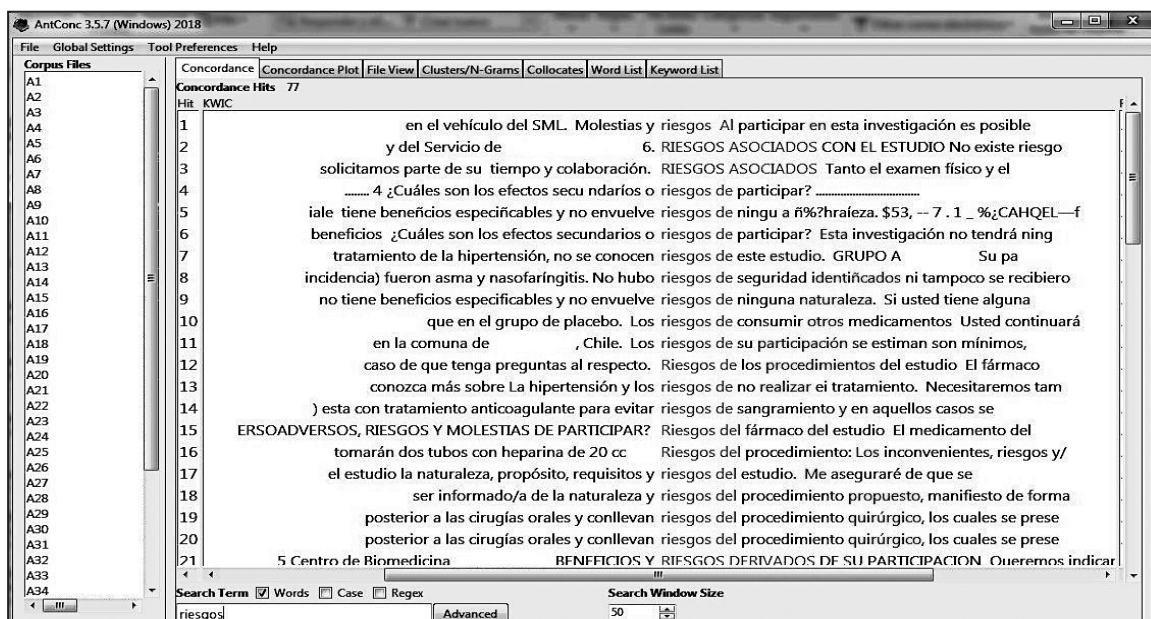 AntConc 3.5.7 (Windows) 2018
File Global Settings Tool Preferences Help
Corpus Files
A1
A2
A3
A4
A5
A6
A7
A8
A9
A10
A11
A12
A13
A14
A15
A16
A17
A18
A19
A20
A21
A22
A23
A24
A25
A26
A27
A28
A29
A30
A31
A32
A33
A34
Concordance Concordance Plot File View Clusters/N-Grams Collocates Word List Keyword List
Concordance Hits 77
Hit KWIC F
1 en el vehículo del SML. Molestias y riesgos Al participar en esta investigación es posible
2 y del Servicio de 6. RIESGOS ASOCIADOS CON EL ESTUDIO No existe riesgo
3 solicitamos parte de su tiempo y colaboración. RIESGOS ASOCIADOS Tanto el examen físico y el
4 ........ 4 ¿Cuáles son los efectos secu ndaríos o riesgos de participar? ..................................
5 iale tiene beneñcios especiñcables y no envuelve riesgos de ningu a ñ%?hraíeza. $53, -- 7 . 1 _ %¿CAHQEL—f
6 beneficios ¿Cuáles son los efectos secundarios o riesgos de participar? Esta investigación no tendrá ning
7 tratamiento de la hipertensión, no se conocen riesgos de este estudio. GRUPO A Su pa
8 incidencia) fueron asma y nasofaríngitis. No hubo riesgos de seguridad identiñcados ni tampoco se recibiero
9 no tiene beneficios especificables y no envuelve riesgos de ninguna naturaleza. Si usted tiene alguna
10 que en el grupo de placebo. Los riesgos de consumir otros medicamentos Usted continuará
11 en la comuna de , Chile. Los riesgos de su participación se estiman son mínimos,
12 caso de que tenga preguntas al respecto. Riesgos de los procedimientos del estudio El fármaco
13 conozca más sobre La hipertensión y los riesgos de no realizar ei tratamiento. Necesitaremos tam
14 ) esta con tratamiento anticoagulante para evitar riesgos de sangramiento y en aquellos casos se
15 ERSOADVERSOS, RIESGOS Y MOLESTIAS DE PARTICIPAR? Riesgos del fármaco del estudio El medicamento del
16 tomarán dos tubos con heparina de 20 cc Riesgos del procedimiento: Los inconvenientes, riesgos y/
17 el estudio la naturaleza, propósito, requisitos y riesgos del estudio. Me aseguraré de que se
18 ser informado/a de la naturaleza y riesgos del procedimiento propuesto, manifiesto de forma
19 posterior a las cirugías orales y conllevan riesgos del procedimiento quirúrgico, los cuales se prese
20 posterior a las cirugías orales y conllevan riesgos del procedimiento quirúrgico, los cuales se prese
21 5 Centro de Biomedicina BENEFICIOS Y RIESGOS DERIVADOS DE SU PARTICIPACION Queremos indicar
Search Term Words Case Regex Search Window Size
riesgos Advanced 50